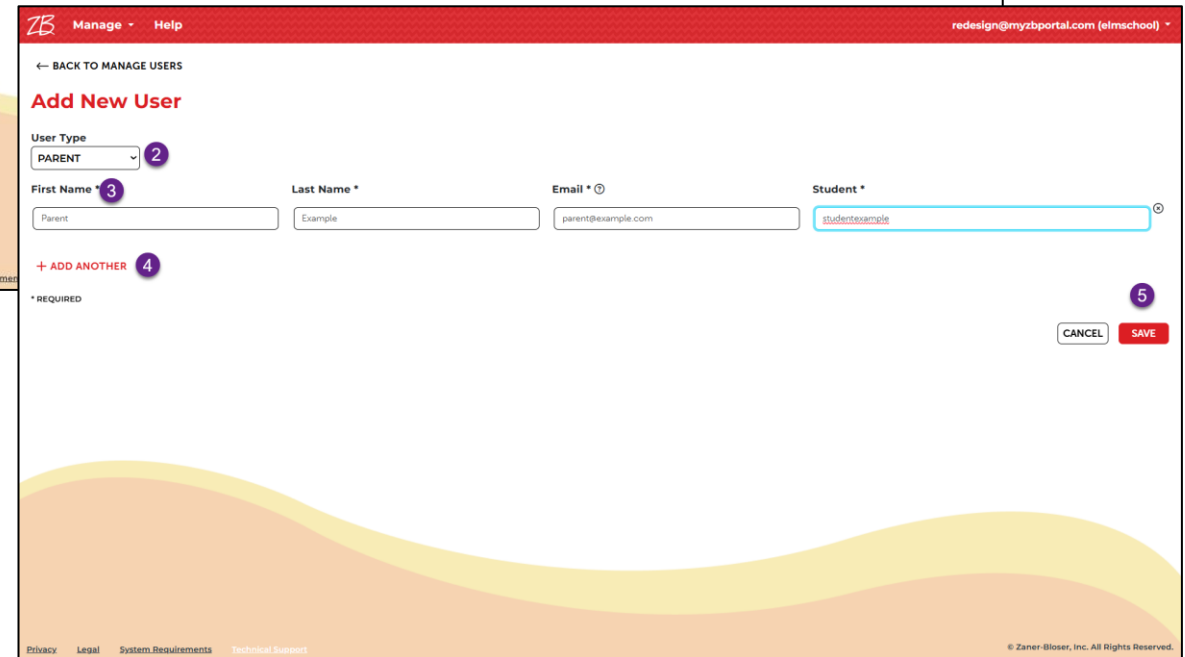 ZB Manage Help redesign@myzbportal.com (elmschool)
← BACK TO MANAGE USERS
Add New User
User Type
PARENT 2
First Name * 3 Last Name * Email * ? Student *
Parent Example parent@example.com studentexample
+ ADD ANOTHER 4
* REQUIRED
5
CANCEL SAVE
Privacy Legal System Requirements Technical Support © Zaner-Bloser, Inc. All Rights Reserved.